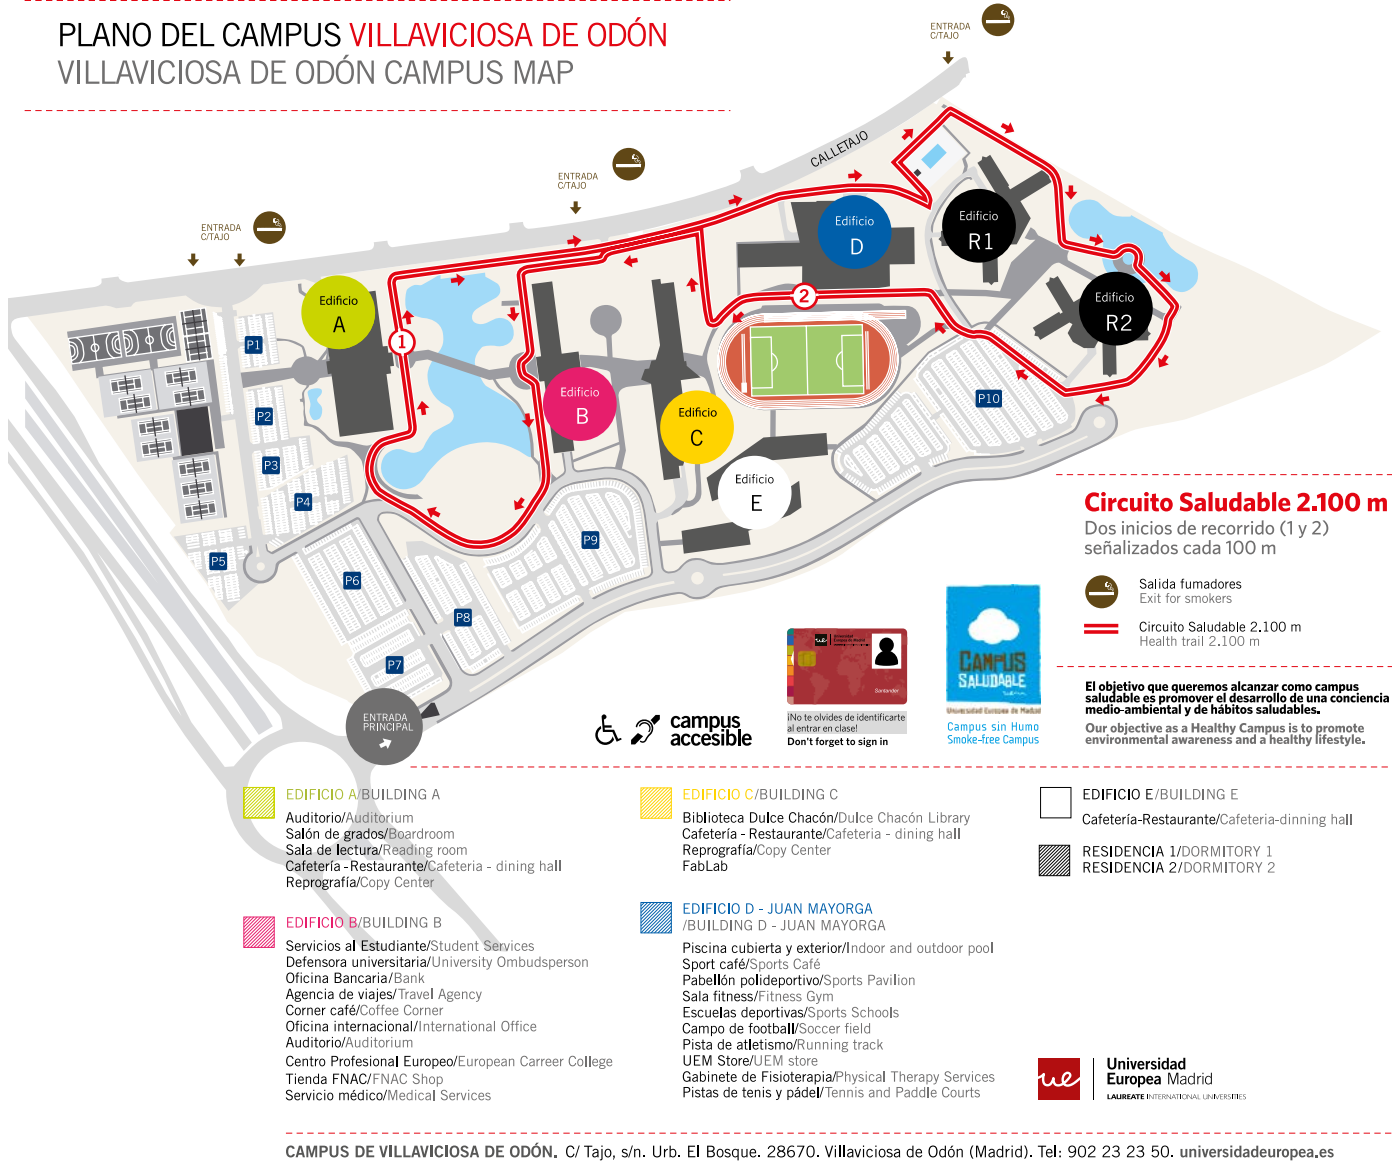 PLANO DEL CAMPUS VILLAVICIOSA DE ODÓN
VILLAVICIOSA DE ODÓN CAMPUS MAP
ENTRADA
C/TAJO
ENTRADA
C/TAJO
ENTRADA
C/TAJO
CALLETAJO
Edificio
A
Edificio
B
Edificio
C
Edificio
D
Edificio
E
Edificio
R1
Edificio
R2
1
2
P1
P2
P3
P4
P5
P6
P7
P8
P9
P10
ENTRADA
PRINCIPAL
Circuito Saludable 2.100 m
Dos inicios de recorrido (1 y 2)
señalizados cada 100 m
Salida fumadores
Exit for smokers
Circuito Saludable 2.100 m
Health trail 2.100 m
El objetivo que queremos alcanzar como campus
saludable es promover el desarrollo de una conciencia
medio-ambiental y de hábitos saludables.
Our objective as a Healthy Campus is to promote
environmental awareness and a healthy lifestyle.
campus
accesible
ue
Universidad
Europea de Madrid
Santander
¡No te olvides de identificarte
al entrar en clase!
Don't forget to sign in
CAMPUS
SALUDABLE
Universidad Europea de Madrid
Campus sin Humo
Smoke-free Campus
EDIFICIO A/BUILDING A
Auditorio/Auditorium
Salón de grados/Boardroom
Sala de lectura/Reading room
Cafetería - Restaurante/Cafeteria - dining hall
Reprografía/Copy Center
EDIFICIO B/BUILDING B
Servicios al Estudiante/Student Services
Defensora universitaria/University Ombudsperson
Oficina Bancaria/Bank
Agencia de viajes/Travel Agency
Corner café/Coffee Corner
Oficina internacional/International Office
Auditorio/Auditorium
Centro Profesional Europeo/European Carreer College
Tienda FNAC/FNAC Shop
Servicio médico/Medical Services
EDIFICIO C/BUILDING C
Biblioteca Dulce Chacón/Dulce Chacón Library
Cafetería - Restaurante/Cafeteria - dining hall
Reprografía/Copy Center
FabLab
EDIFICIO D - JUAN MAYORGA
/BUILDING D - JUAN MAYORGA
Piscina cubierta y exterior/Indoor and outdoor pool
Sport café/Sports Café
Pabellón polideportivo/Sports Pavilion
Sala fitness/Fitness Gym
Escuelas deportivas/Sports Schools
Campo de football/Soccer field
Pista de atletismo/Running track
UEM Store/UEM store
Gabinete de Fisioterapia/Physical Therapy Services
Pistas de tenis y pádel/Tennis and Paddle Courts
EDIFICIO E/BUILDING E
Cafetería-Restaurante/Cafeteria-dinning hall
RESIDENCIA 1/DORMITORY 1
RESIDENCIA 2/DORMITORY 2
ue
Universidad
Europea Madrid
LAUREATE INTERNATIONAL UNIVERSITIES
CAMPUS DE VILLAVICIOSA DE ODÓN. C/ Tajo, s/n. Urb. El Bosque. 28670. Villaviciosa de Odón (Madrid). Tel: 902 23 23 50. universidadeuropea.es